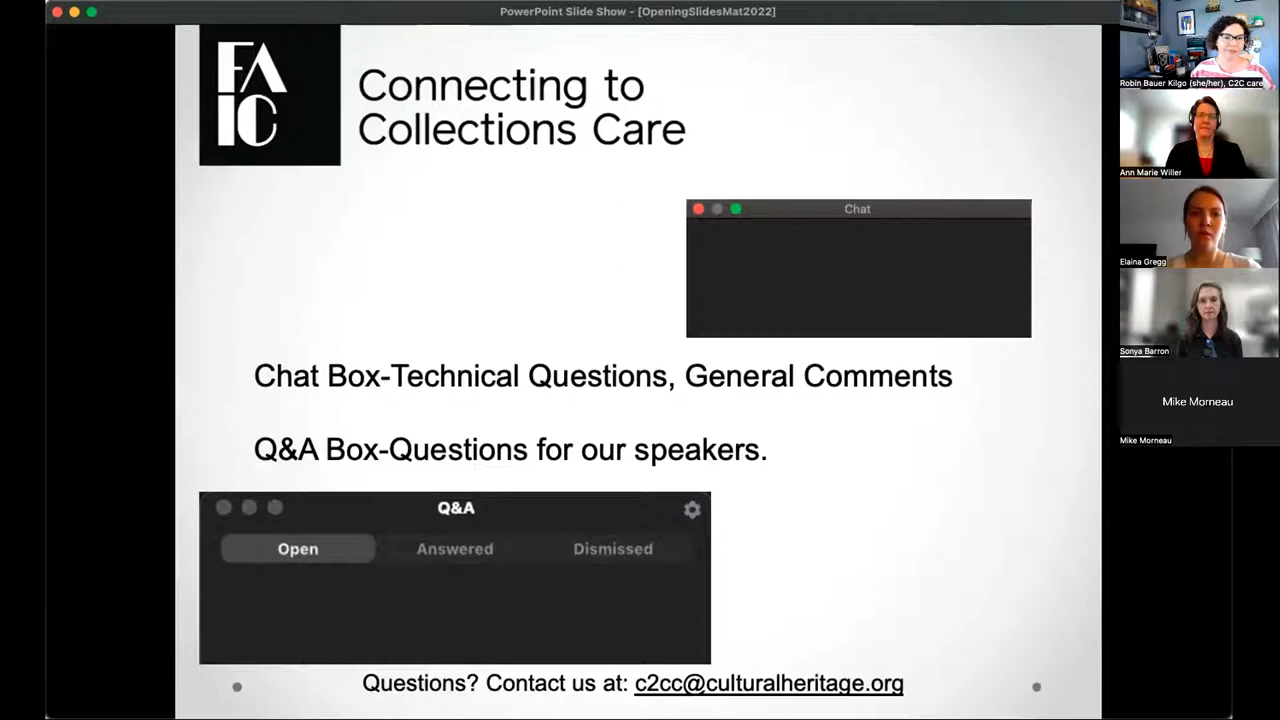 PowerPoint Slide Show - [OpeningSlidesMat2022]
FA
IC
Connecting to
Collections Care
Chat
Chat Box-Technical Questions, General Comments
Q&A Box-Questions for our speakers.
Q&A
Open Answered Dismissed
Questions? Contact us at: c2cc@culturalheritage.org
Robin Bauer Kilgo (she/her), C2C care
Ann Marie Willer
Elaina Gregg
Sonya Barron
Mike Morneau
Mike Morneau